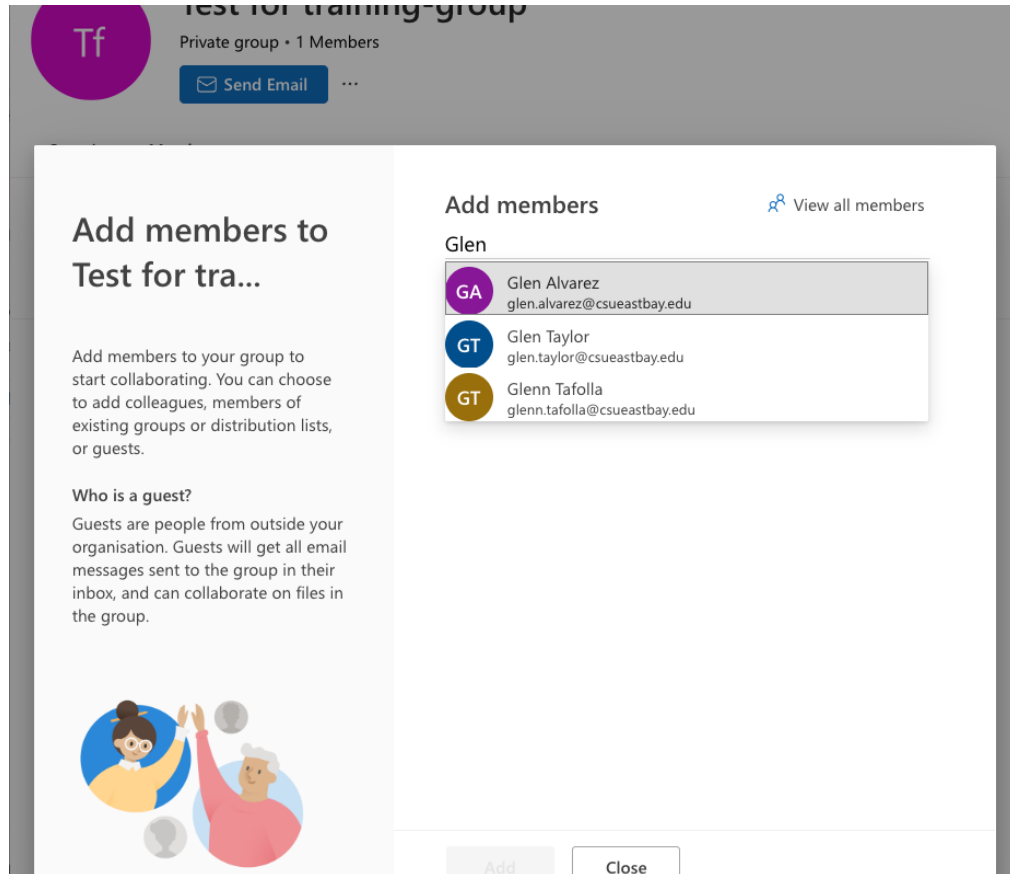 Test for training-group
Tf
Private group • 1 Members
Send Email ...
Add members to
Test for tra...
Add members to your group to
start collaborating. You can choose
to add colleagues, members of
existing groups or distribution lists,
or guests.
Who is a guest?
Guests are people from outside your
organisation. Guests will get all email
messages sent to the group in their
inbox, and can collaborate on files in
the group.
Add members
View all members
Glen
GA
Glen Alvarez
glen.alvarez@csueastbay.edu
GT
Glen Taylor
glen.taylor@csueastbay.edu
GT
Glenn Tafolla
glenn.tafolla@csueastbay.edu
Add
Close